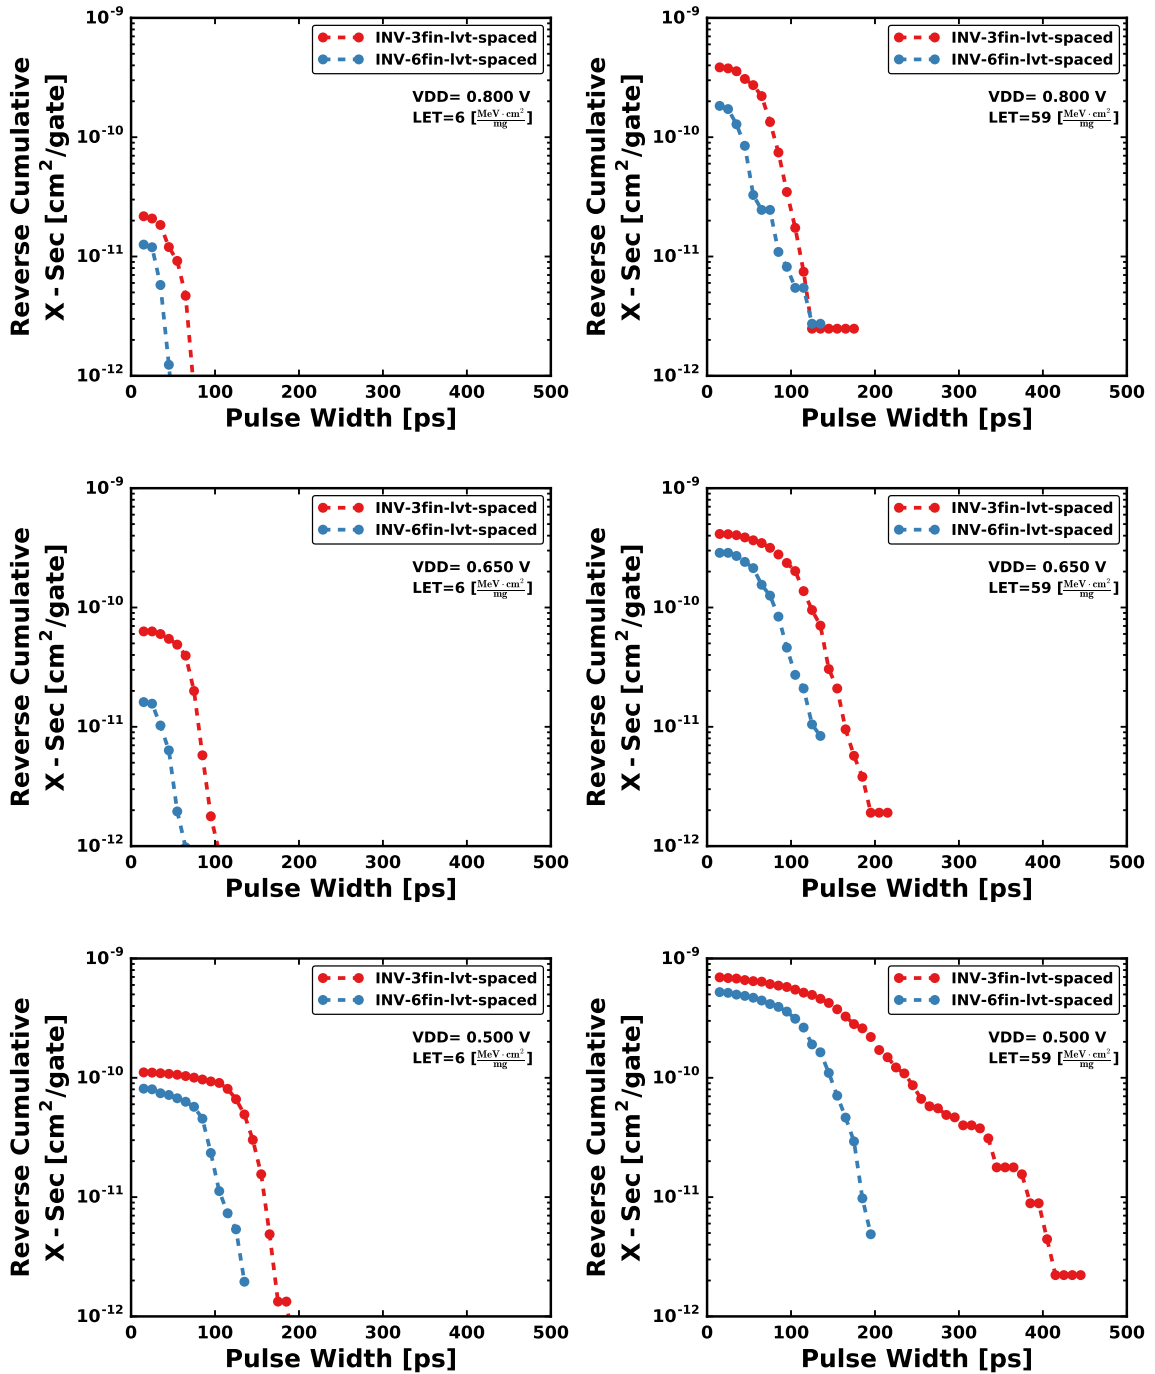 Reverse Cumulative
X - Sec [cm²/gate]
10⁻⁹
10⁻¹⁰
10⁻¹¹
10⁻¹²
INV-3fin-lvt-spaced
INV-6fin-lvt-spaced
VDD= 0.800 V
LET=6 [MeV·cm²/mg]
0 100 200 300 400 500
Pulse Width [ps]
Reverse Cumulative
X - Sec [cm²/gate]
10⁻⁹
10⁻¹⁰
10⁻¹¹
10⁻¹²
INV-3fin-lvt-spaced
INV-6fin-lvt-spaced
VDD= 0.800 V
LET=59 [MeV·cm²/mg]
0 100 200 300 400 500
Pulse Width [ps]
Reverse Cumulative
X - Sec [cm²/gate]
10⁻⁹
10⁻¹⁰
10⁻¹¹
10⁻¹²
INV-3fin-lvt-spaced
INV-6fin-lvt-spaced
VDD= 0.650 V
LET=6 [MeV·cm²/mg]
0 100 200 300 400 500
Pulse Width [ps]
Reverse Cumulative
X - Sec [cm²/gate]
10⁻⁹
10⁻¹⁰
10⁻¹¹
10⁻¹²
INV-3fin-lvt-spaced
INV-6fin-lvt-spaced
VDD= 0.650 V
LET=59 [MeV·cm²/mg]
0 100 200 300 400 500
Pulse Width [ps]
Reverse Cumulative
X - Sec [cm²/gate]
10⁻⁹
10⁻¹⁰
10⁻¹¹
10⁻¹²
INV-3fin-lvt-spaced
INV-6fin-lvt-spaced
VDD= 0.500 V
LET=6 [MeV·cm²/mg]
0 100 200 300 400 500
Pulse Width [ps]
Reverse Cumulative
X - Sec [cm²/gate]
10⁻⁹
10⁻¹⁰
10⁻¹¹
10⁻¹²
INV-3fin-lvt-spaced
INV-6fin-lvt-spaced
VDD= 0.500 V
LET=59 [MeV·cm²/mg]
0 100 200 300 400 500
Pulse Width [ps]